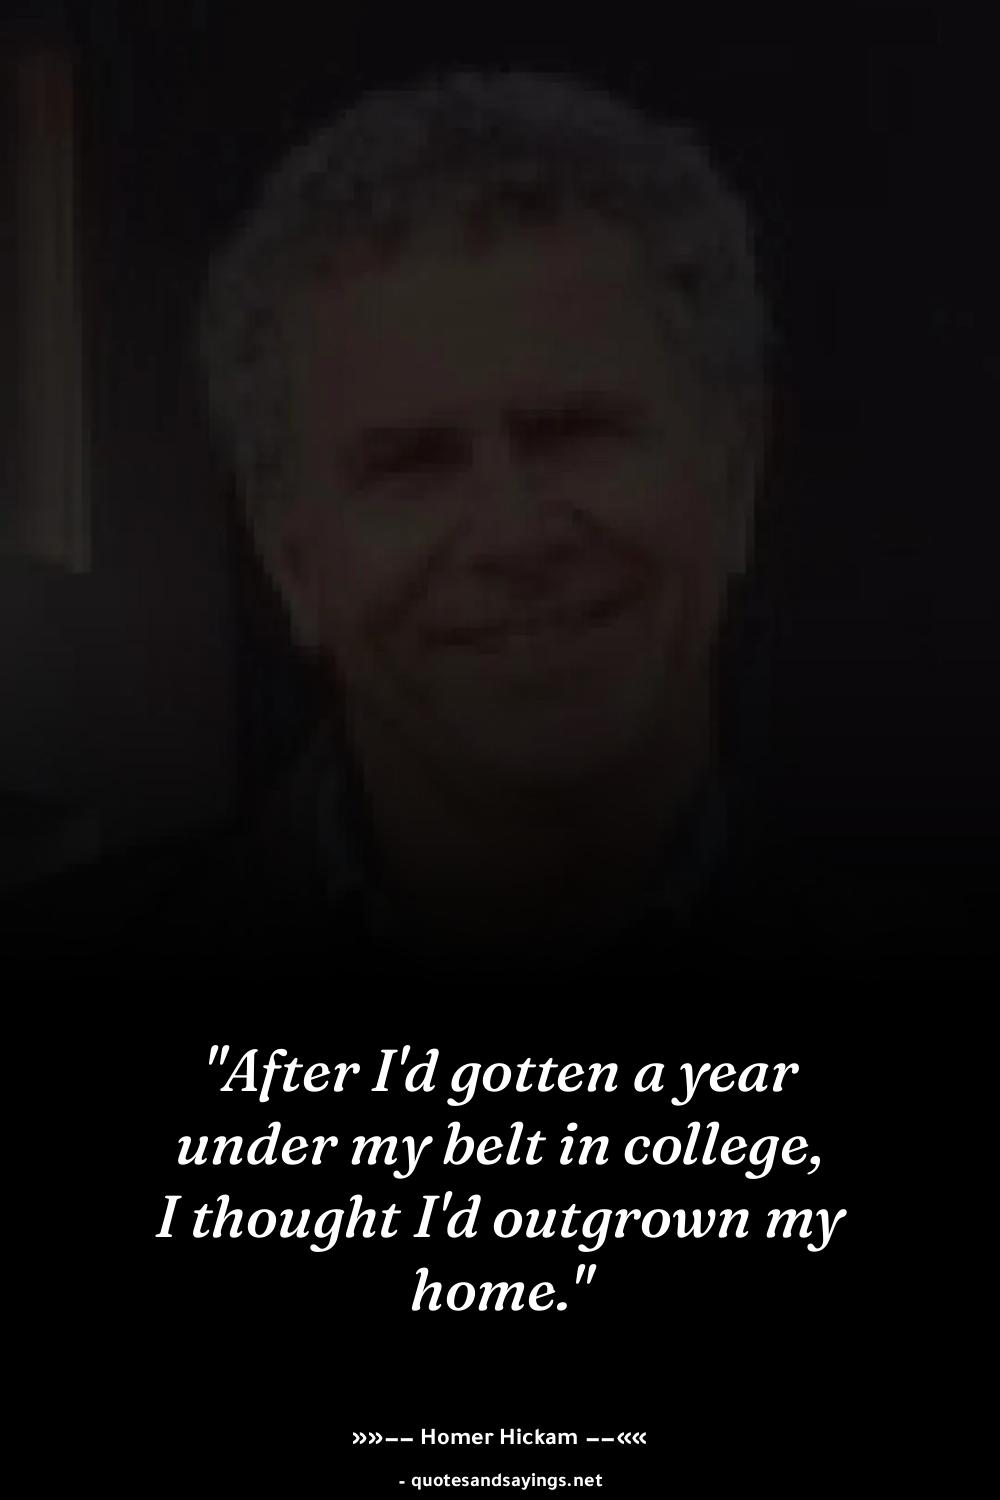 "After I'd gotten a year
under my belt in college,
I thought I'd outgrown my
home."
»»−− Homer Hickam −−««
- quotesandsayings.net